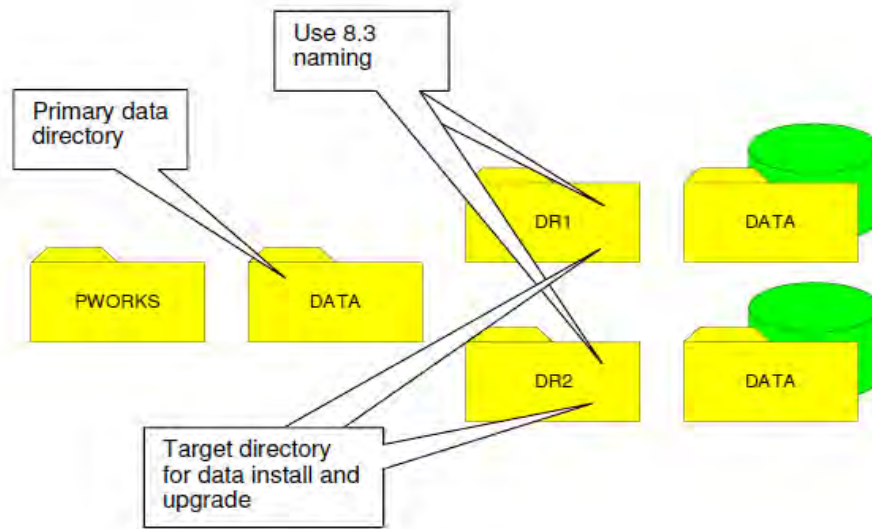 Use 8.3
naming
Primary data
directory
DR1
DATA
PWORKS
DATA
DR2
DATA
Target directory
for data install and
upgrade